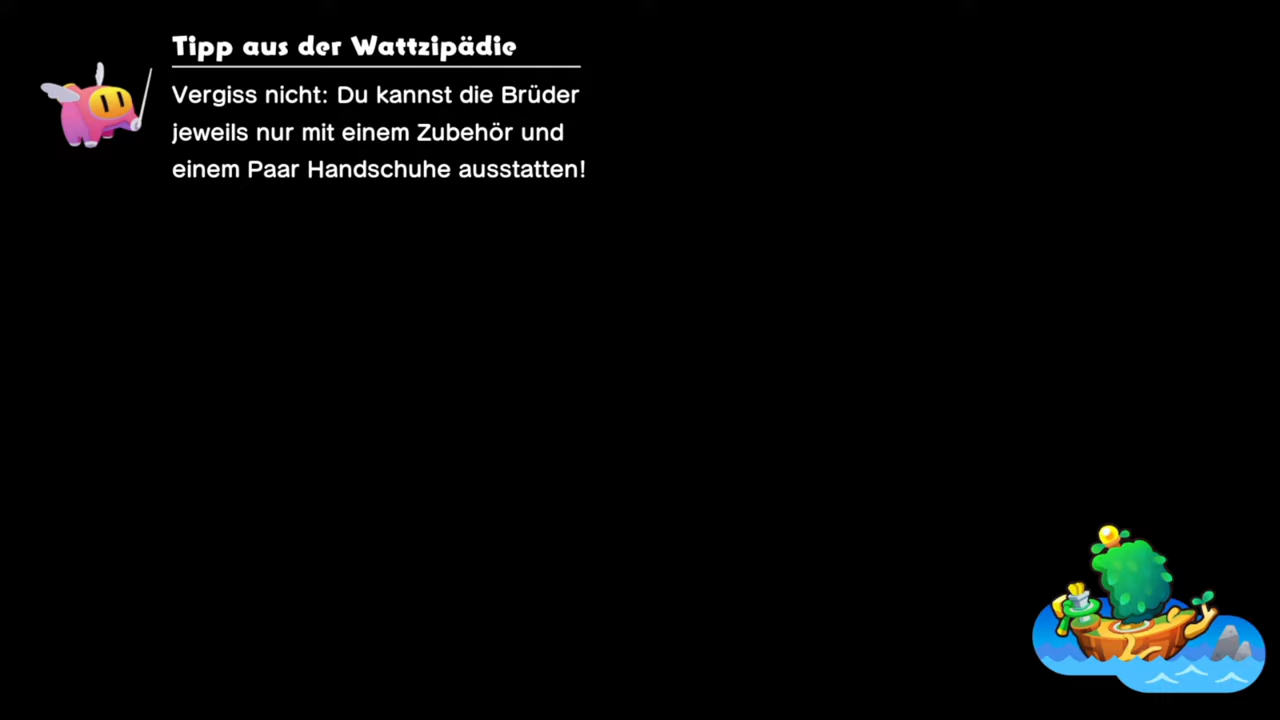 Tipp aus der Wattzipädie
Vergiss nicht: Du kannst die Brüder
jeweils nur mit einem Zubehör und
einem Paar Handschuhe ausstatten!